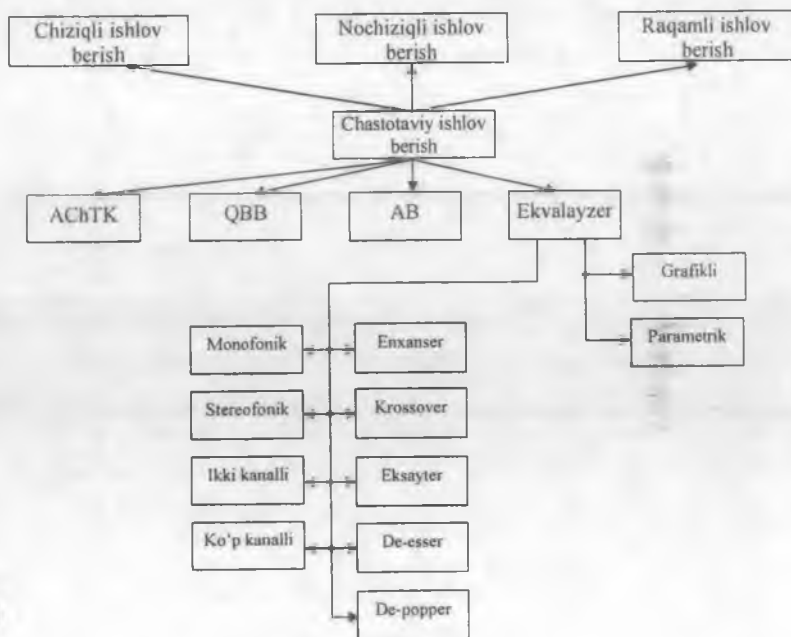 Chiziqli ishlov
berish
Nochiziqli ishlov
berish
Raqamli ishlov
berish
Chastotaviy ishlov
berish
AChTK
QBB
AB
Ekvalayzer
Grafikli
Parametrik
Monofonik
Enxanser
Stereofonik
Krossover
Ikki kanalli
Eksayter
Ko'p kanalli
De-esser
De-popper